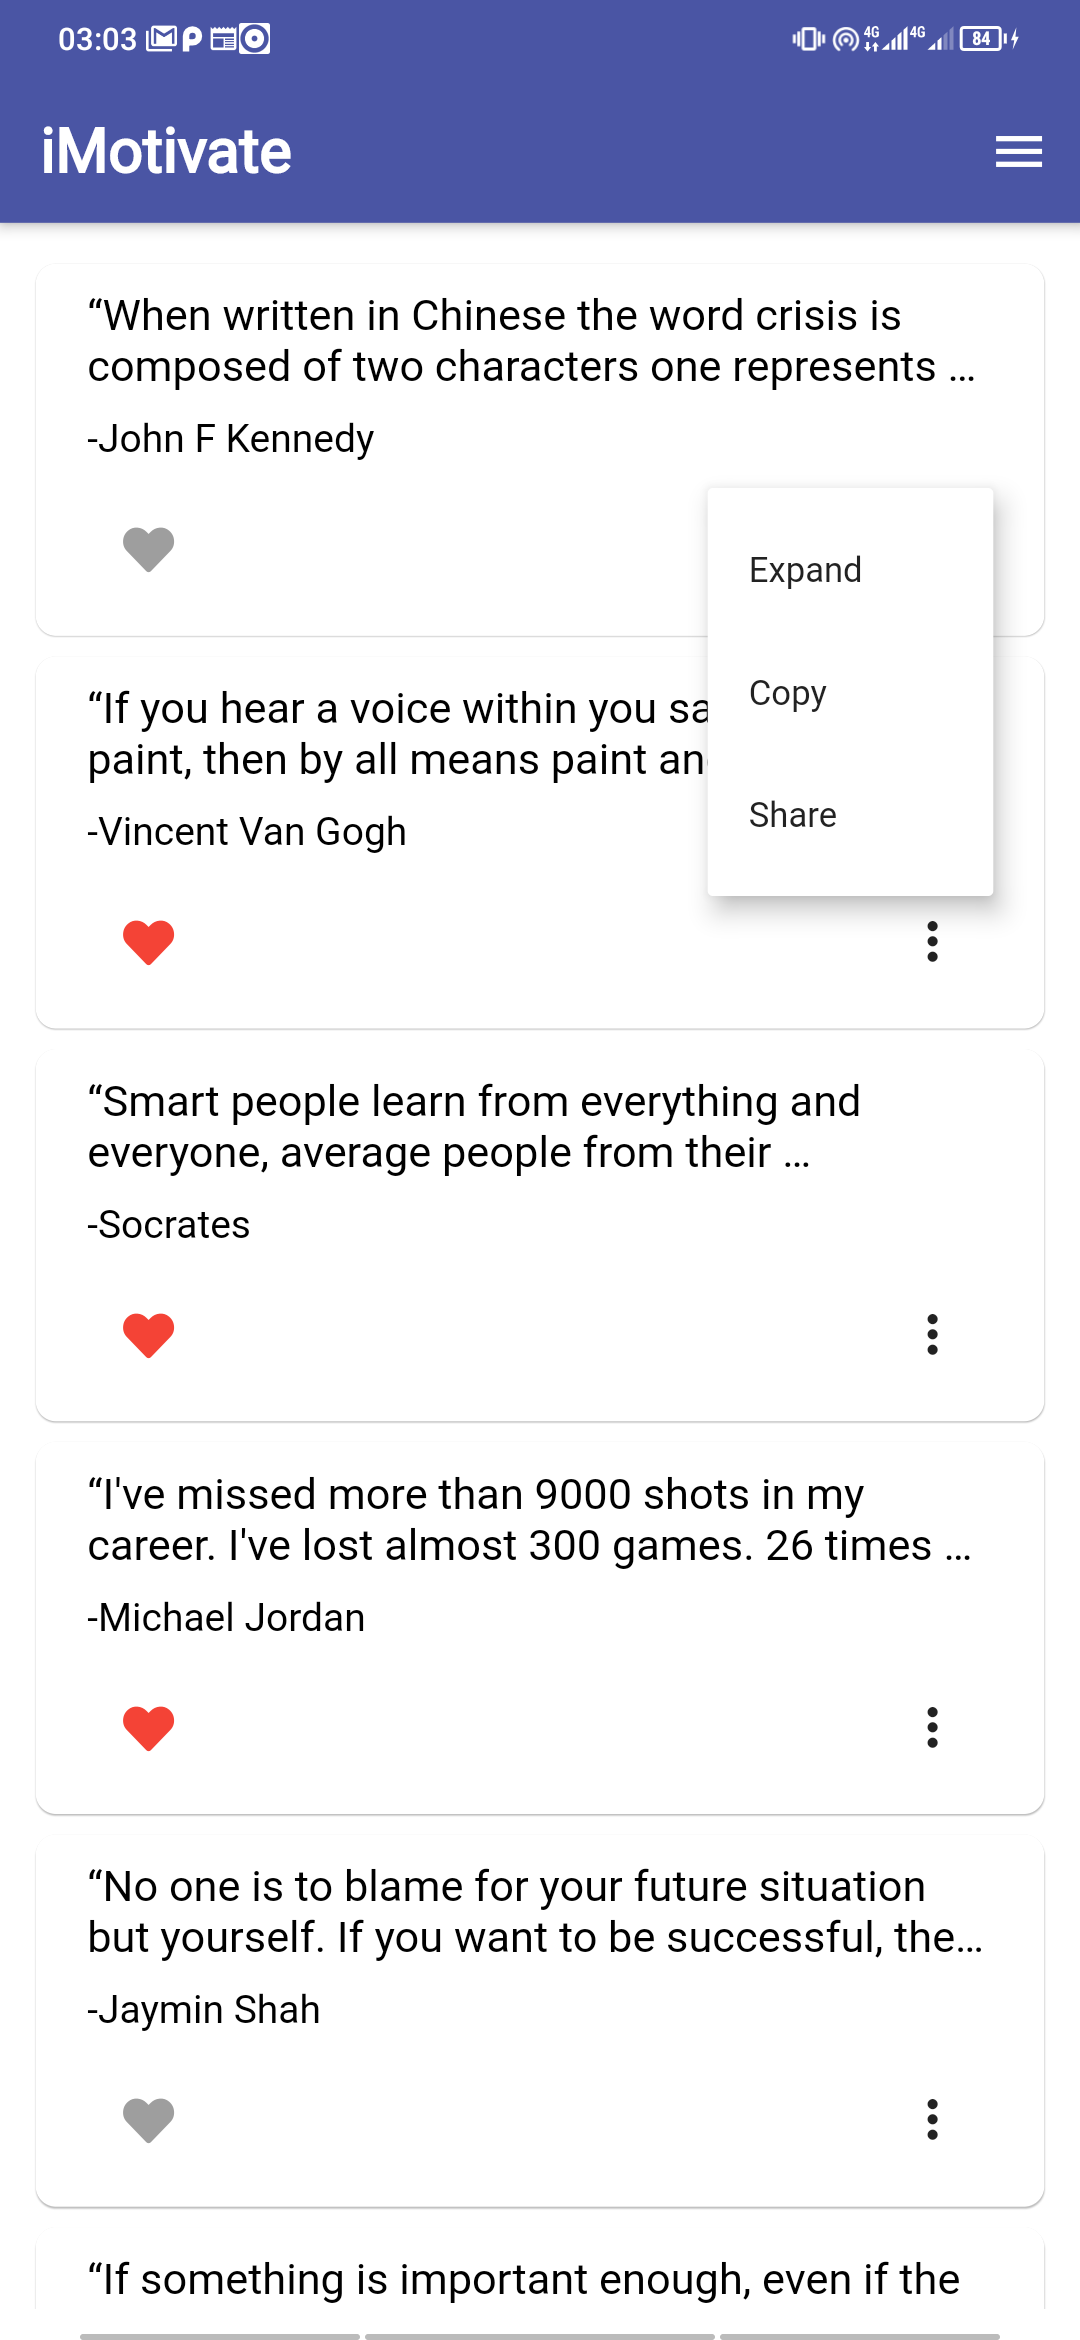 03:03
4G
4G
84
iMotivate
“When written in Chinese the word crisis is
composed of two characters one represents ...
-John F Kennedy
Expand
Copy
Share
“If you hear a voice within you
paint, then by all means paint
-Vincent Van Gogh
“Smart people learn from everything and
everyone, average people from their ...
-Socrates
“I've missed more than 9000 shots in my
career. I've lost almost 300 games. 26 times ...
-Michael Jordan
“No one is to blame for your future situation
but yourself. If you want to be successful, the...
-Jaymin Shah
“If something is important enough, even if the